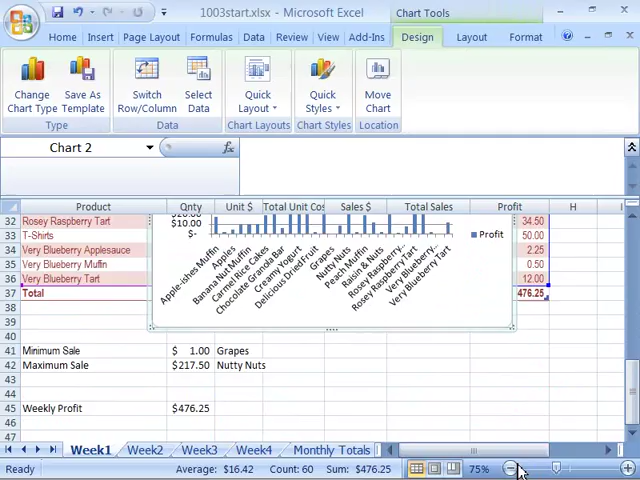 1003start.xlsx - Microsoft Excel
Chart Tools
Home Insert Page Layout Formulas Data Review View Add-Ins Design Layout Format
Change Chart Type
Save As Template
Switch Row/Column
Select Data
Quick Layout
Quick Styles
Move Chart
Type Data Chart Layouts Chart Styles Location
Chart 2 fx
Product Qnty Unit $ Total Unit Cos Sales $ Total Sales Profit H I
32 Rosey Raspberry Tart 34.50
33 T-Shirts 50.00
34 Very Blueberry Applesauce 2.25
35 Very Blueberry Muffin 0.50
36 Very Blueberry Tart 12.00
37 Total 476.25
$10.00
$-
Profit
Apple-ishes Muffin
Apples
Banana Nut Muffin
Carmel Rice Cakes
Chocolate Granola Bar
Creamy Yogurt
Delicious Dried Fruit
Grapes
Nutty Nuts
Peach Muffin
Raisin & Nuts
Rosey Raspberry...
Rosey Raspberry Tart
Very Blueberry...
Very Blueberry Tart
38
39
40
41 Minimum Sale $ 1.00 Grapes
42 Maximum Sale $217.50 Nutty Nuts
43
44
45 Weekly Profit $476.25
46
47
Week1 Week2 Week3 Week4 Monthly Totals
Ready Average: $16.42 Count: 60 Sum: $476.25 75%